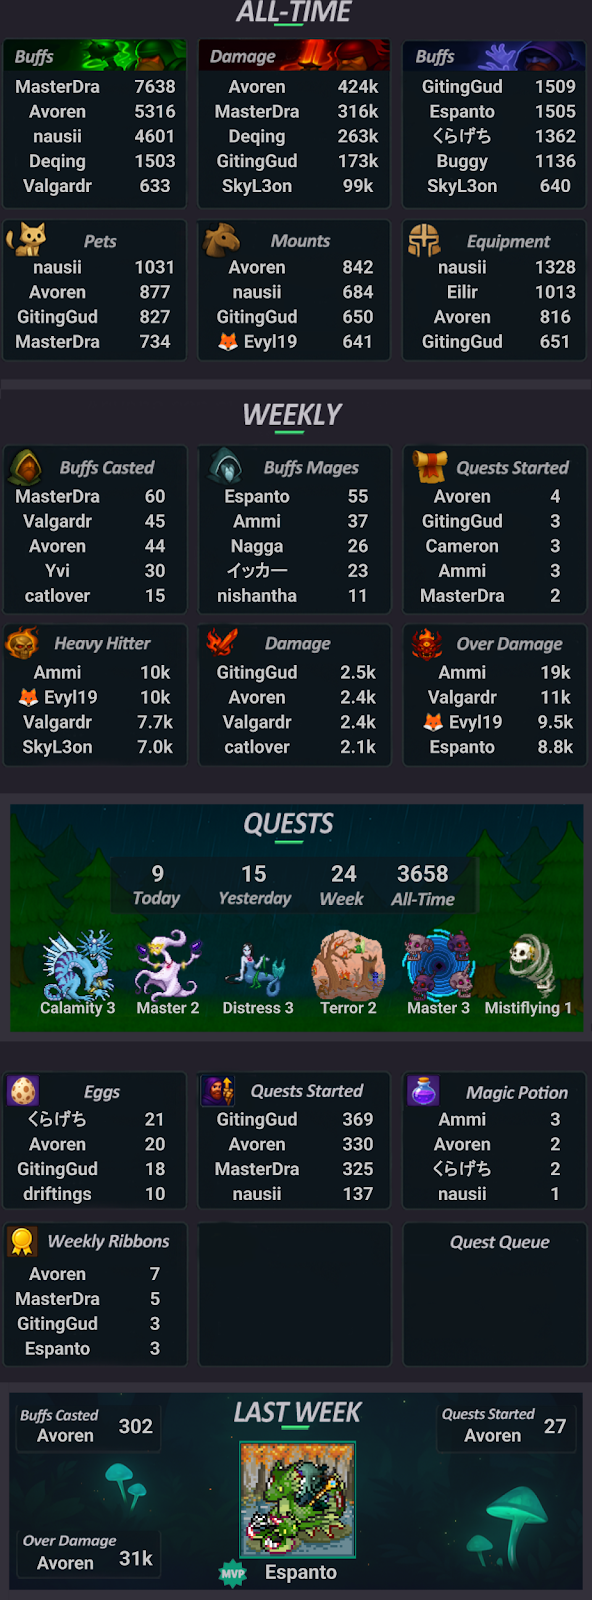 ALL-TIME
Buffs
MasterDra 7638
Avoren 5316
nausii 4601
Deqing 1503
Valgardr 633
Damage
Avoren 424k
MasterDra 316k
Deqing 263k
GitingGud 173k
SkyL3on 99k
Buffs
GitingGud 1509
Espanto 1505
くらげち 1362
Buggy 1136
SkyL3on 640
Pets
nausii 1031
Avoren 877
GitingGud 827
MasterDra 734
Mounts
Avoren 842
nausii 684
GitingGud 650
🦊 Evyl19 641
Equipment
nausii 1328
Eilir 1013
Avoren 816
GitingGud 651
WEEKLY
Buffs Casted
MasterDra 60
Valgardr 45
Avoren 44
Yvi 30
catlover 15
Buffs Mages
Espanto 55
Ammi 37
Nagga 26
イッカー 23
nishantha 11
Quests Started
Avoren 4
GitingGud 3
Cameron 3
Ammi 3
MasterDra 2
Heavy Hitter
Ammi 10k
🦊 Evyl19 10k
Valgardr 7.7k
SkyL3on 7.0k
Damage
GitingGud 2.5k
Avoren 2.4k
Valgardr 2.4k
catlover 2.1k
Over Damage
Ammi 19k
Valgardr 11k
🦊 Evyl19 9.5k
Espanto 8.8k
QUESTS
9 15 24 3658
Today Yesterday Week All-Time
Calamity 3 Master 2 Distress 3 Terror 2 Master 3 Mistiflying 1
Eggs
くらげち 21
Avoren 20
GitingGud 18
driftings 10
Quests Started
GitingGud 369
Avoren 330
MasterDra 325
nausii 137
Magic Potion
Ammi 3
Avoren 2
くらげち 2
nausii 1
Weekly Ribbons
Avoren 7
MasterDra 5
GitingGud 3
Espanto 3
Quest Queue
LAST WEEK
Buffs Casted
Avoren 302
Quests Started
Avoren 27
Over Damage
Avoren 31k
MVP Espanto